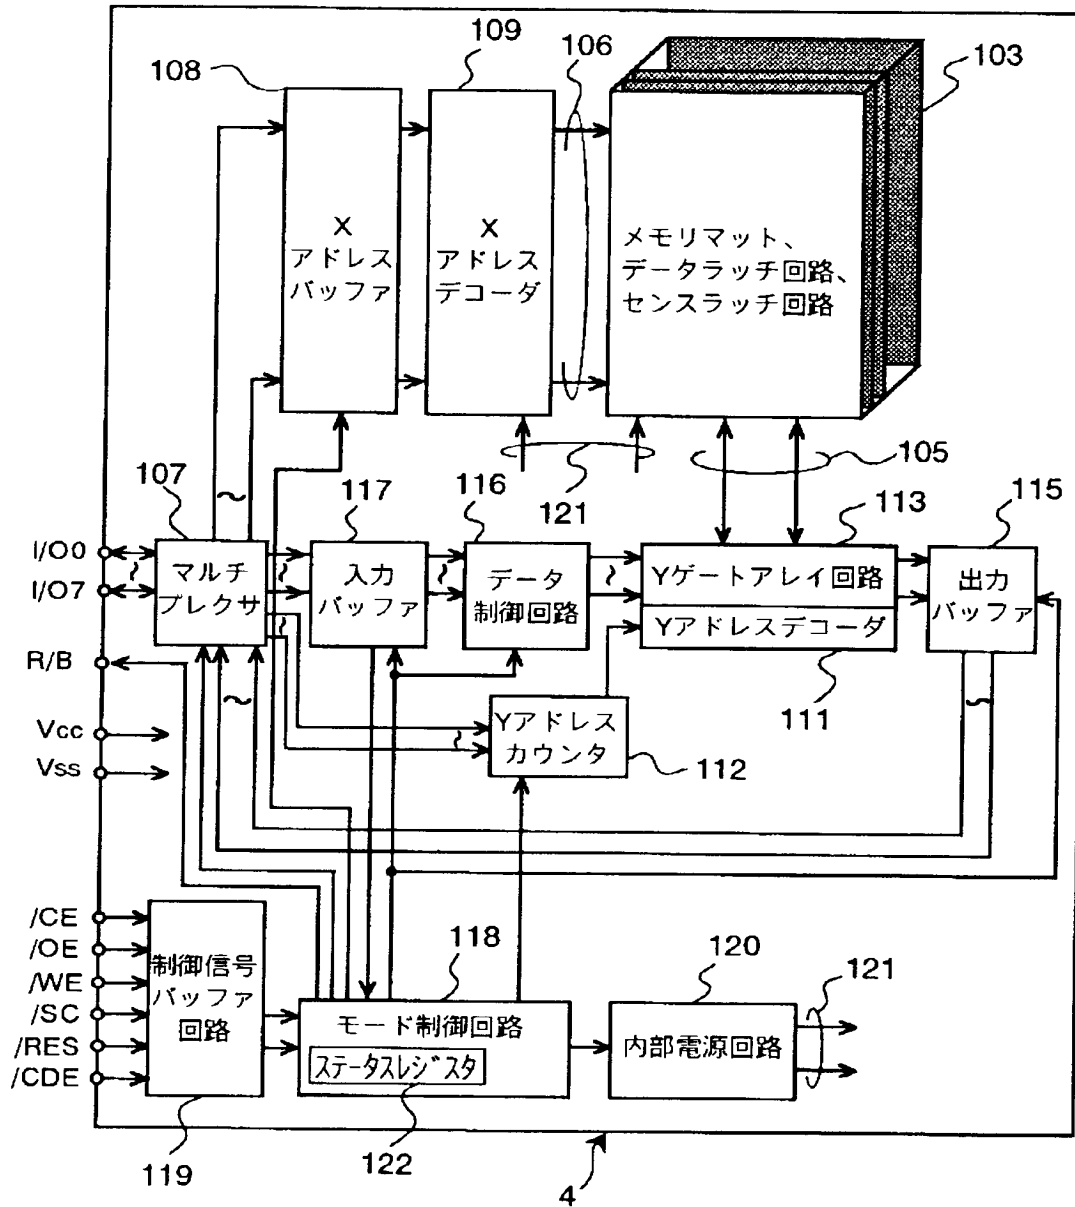 109
106
103
108
X
アドレス
バッファ
X
アドレス
デコーダ
メモリマット、
データラッチ回路、
センスラッチ回路
105
121
107
117
116
113
115
I/O0
I/O7
マルチ
プレクサ
入力
バッファ
データ
制御回路
Yゲートアレイ回路
Yアドレスデコーダ
出力
バッファ
R/B
111
Vcc
Vss
Yアドレス
カウンタ
112
/CE
/OE
/WE
/SC
/RES
/CDE
制御信号
バッファ
回路
118
モード制御回路
ステータスレジスタ
120
内部電源回路
121
119
122
4